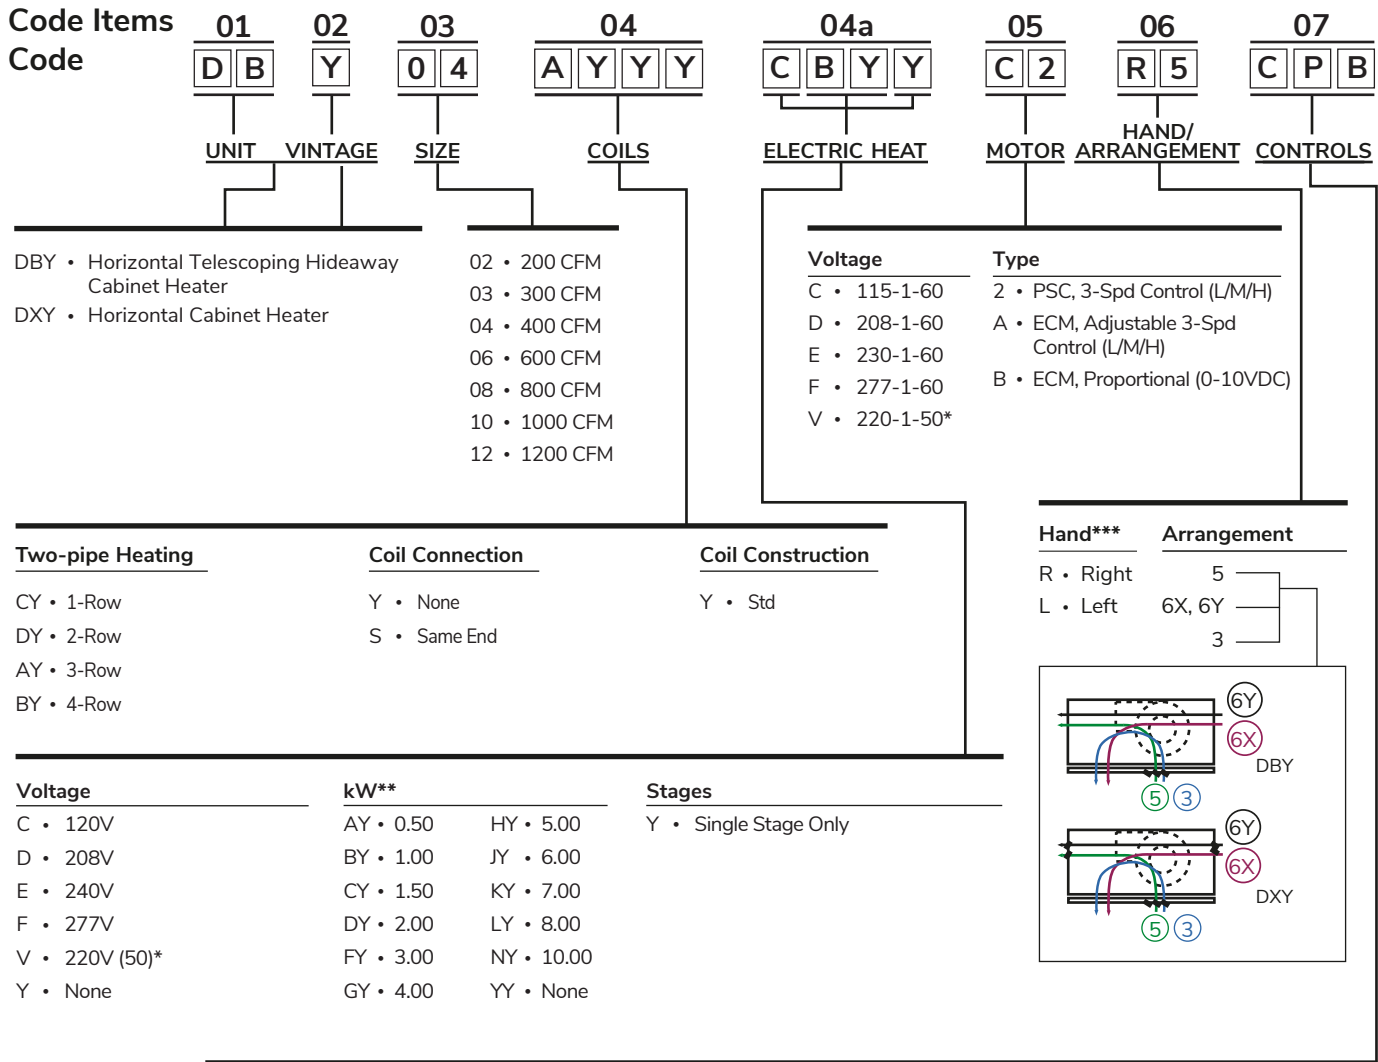 Code Items 01 02 03 04 04a 05 06 07
Code D B Y 0 4 A Y Y Y C B Y Y C 2 R 5 C P B
UNIT VINTAGE SIZE COILS ELECTRIC HEAT MOTOR HAND/
ARRANGEMENT CONTROLS
DBY • Horizontal Telescoping Hideaway
Cabinet Heater
DXY • Horizontal Cabinet Heater
02 • 200 CFM
03 • 300 CFM
04 • 400 CFM
06 • 600 CFM
08 • 800 CFM
10 • 1000 CFM
12 • 1200 CFM
Voltage
C • 115-1-60
D • 208-1-60
E • 230-1-60
F • 277-1-60
V • 220-1-50*
Type
2 • PSC, 3-Spd Control (L/M/H)
A • ECM, Adjustable 3-Spd
Control (L/M/H)
B • ECM, Proportional (0-10VDC)
Two-pipe Heating
CY • 1-Row
DY • 2-Row
AY • 3-Row
BY • 4-Row
Coil Connection
Y • None
S • Same End
Coil Construction
Y • Std
Hand***
R • Right
L • Left
Arrangement
5
6X, 6Y
3
6Y
6X
DBY
5 3
6Y
6X
DXY
5 3
Voltage
C • 120V
D • 208V
E • 240V
F • 277V
V • 220V (50)*
Y • None
kW**
AY • 0.50
BY • 1.00
CY • 1.50
DY • 2.00
FY • 3.00
GY • 4.00
HY • 5.00
JY • 6.00
KY • 7.00
LY • 8.00
NY • 10.00
YY • None
Stages
Y • Single Stage Only